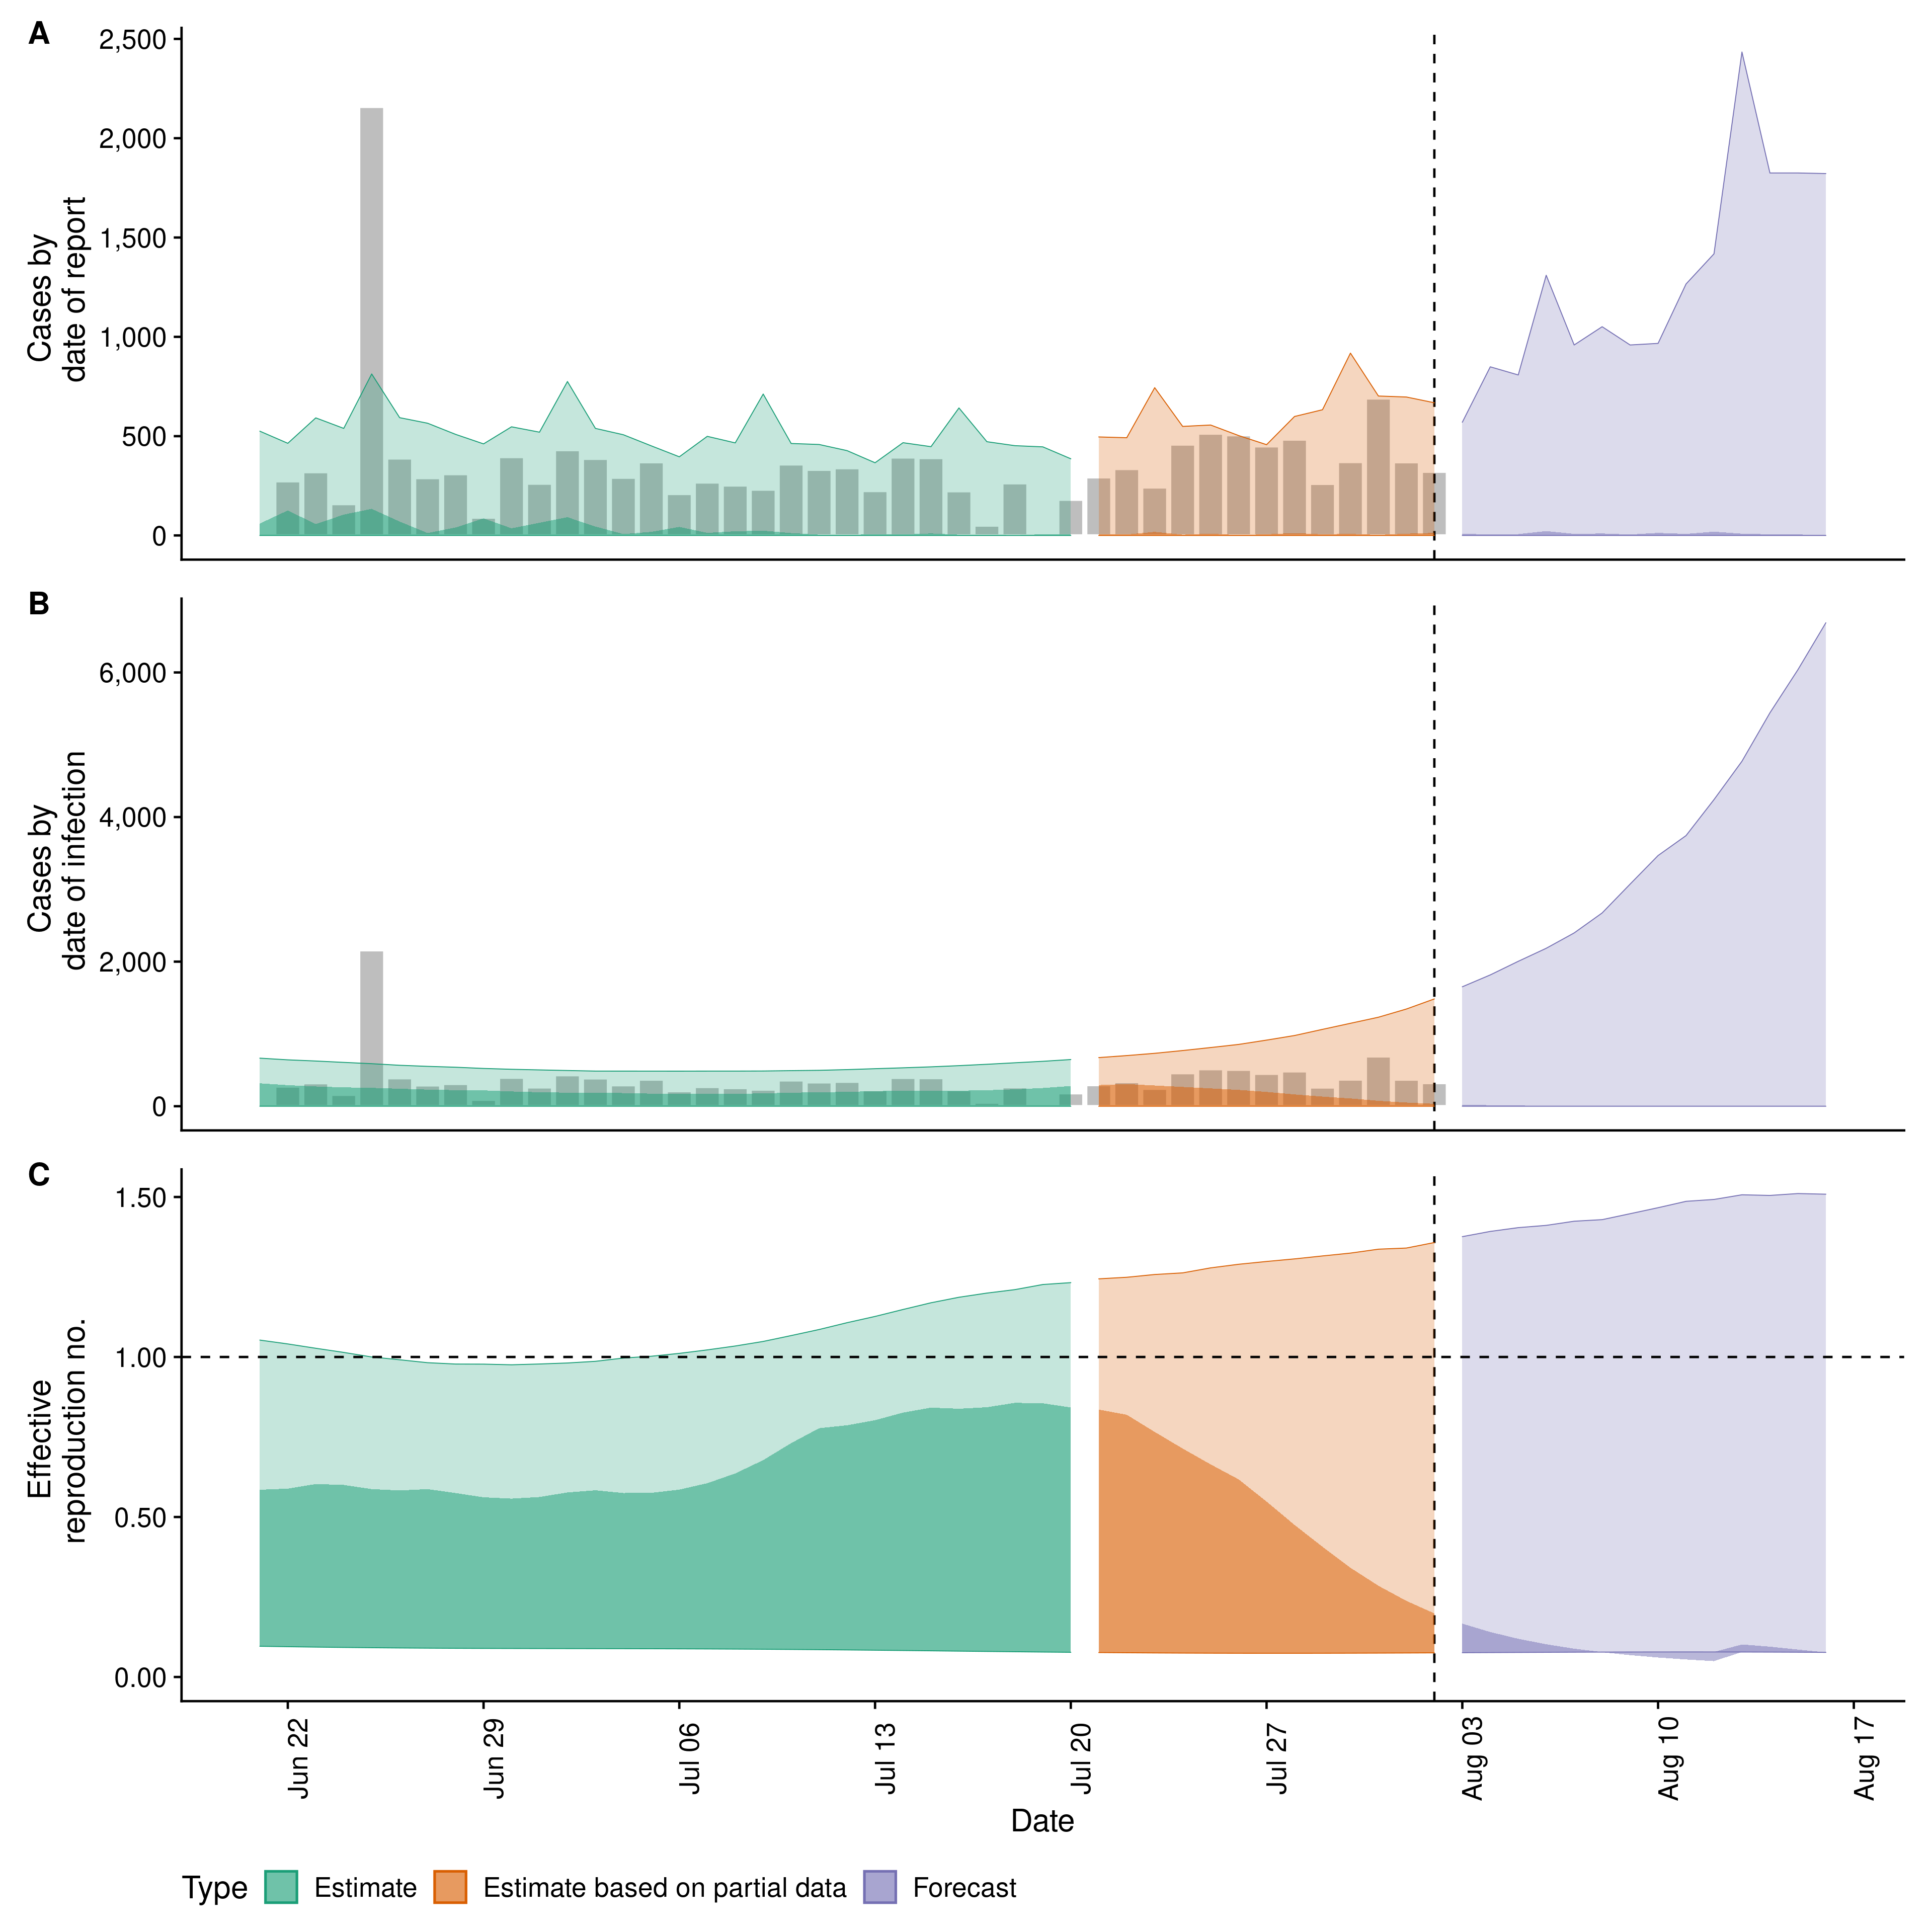 A
2,500
2,000
1,500
1,000
500
0
Cases by
date of report
B
6,000
4,000
2,000
0
Cases by
date of infection
C
1.50
1.00
0.50
0.00
Effective
reproduction no.
Jun 22
Jun 29
Jul 06
Jul 13
Jul 20
Jul 27
Aug 03
Aug 10
Aug 17
Date
Type Estimate Estimate based on partial data Forecast